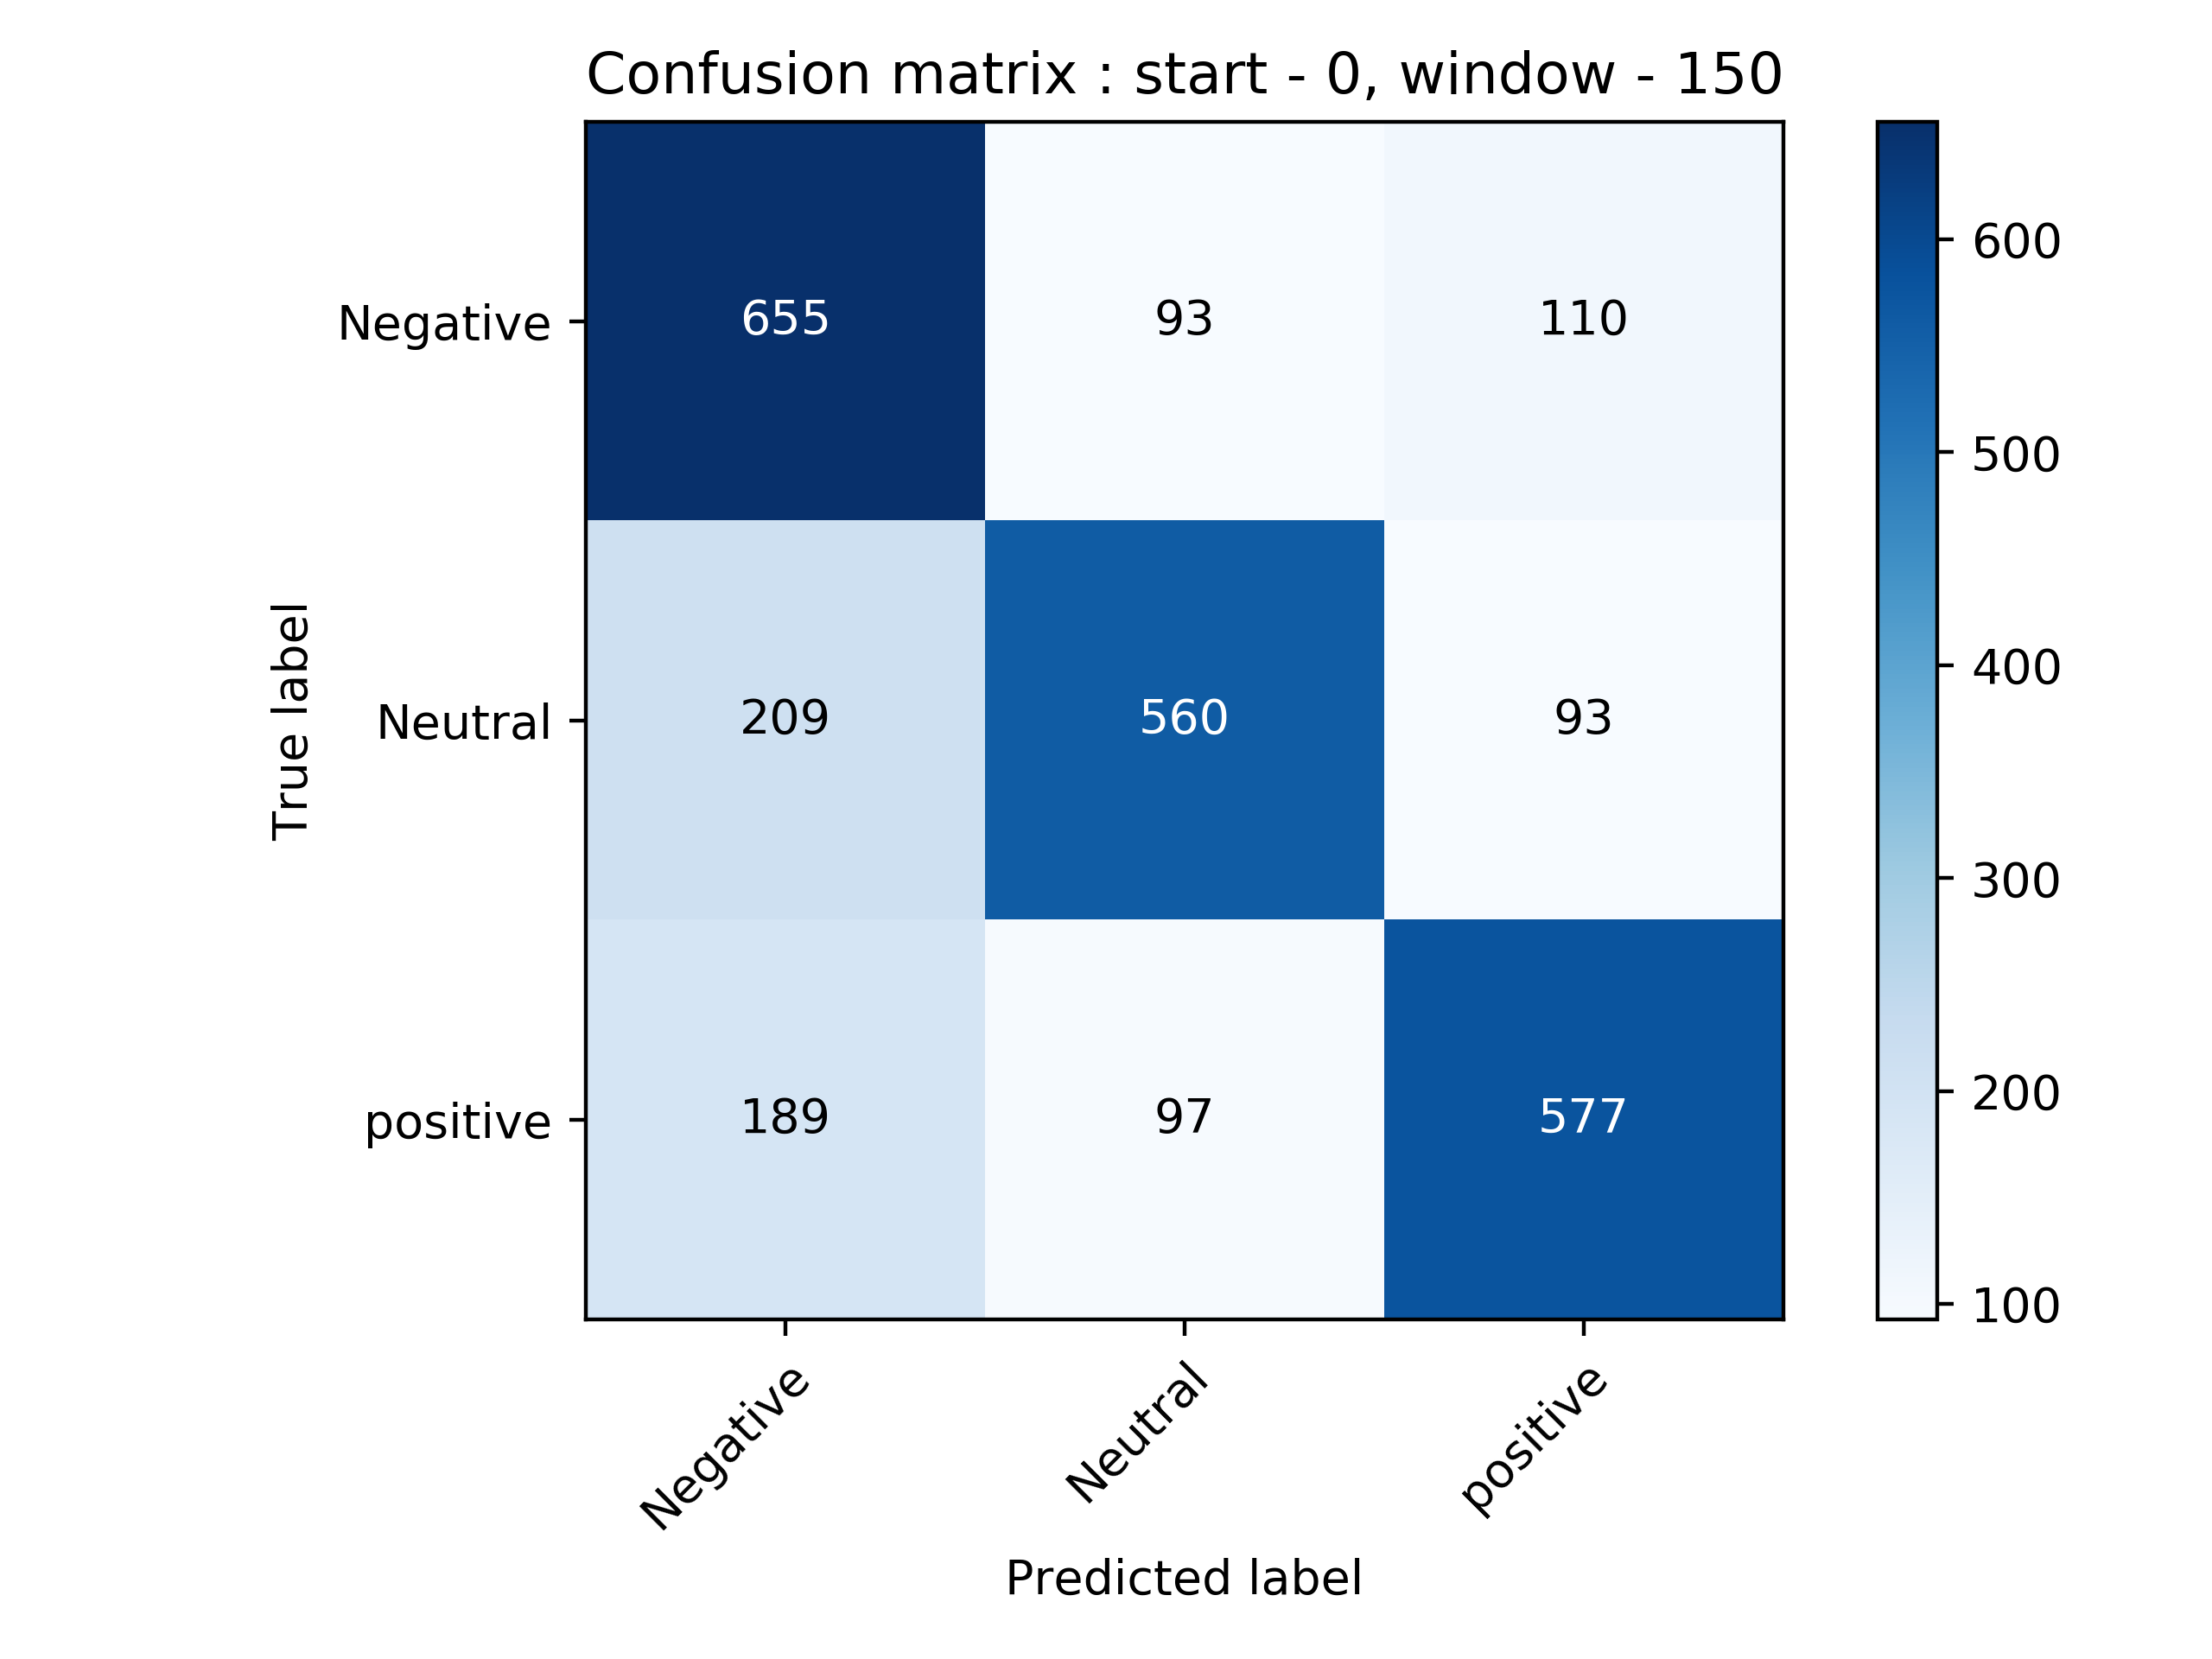 Confusion matrix : start - 0, window - 150
True label
Negative
655 93 110
Neutral
209 560 93
positive
189 97 577
Negative Neutral positive
Predicted label
600
500
400
300
200
100